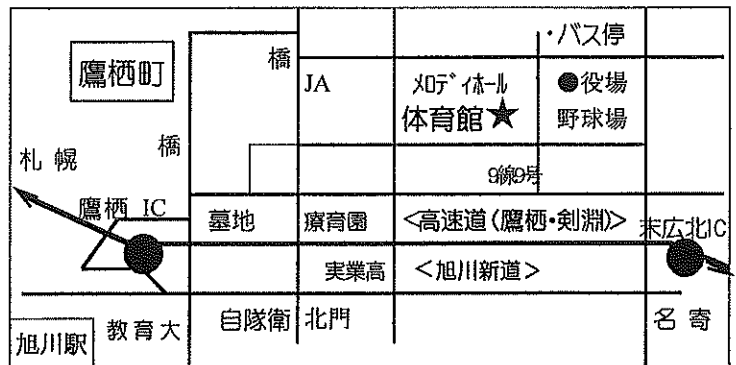 ・バス停
鷹栖町
橋
JA
メロディホール
●役場
体育館★
野球場
札 幌
橋
9線9号
鷹栖 IC
墓地
療育園
<高速道(鷹栖・剣淵)>
末広北IC
実業高
<旭川新道>
旭川駅
教育大
自隊衛
北門
名 寄